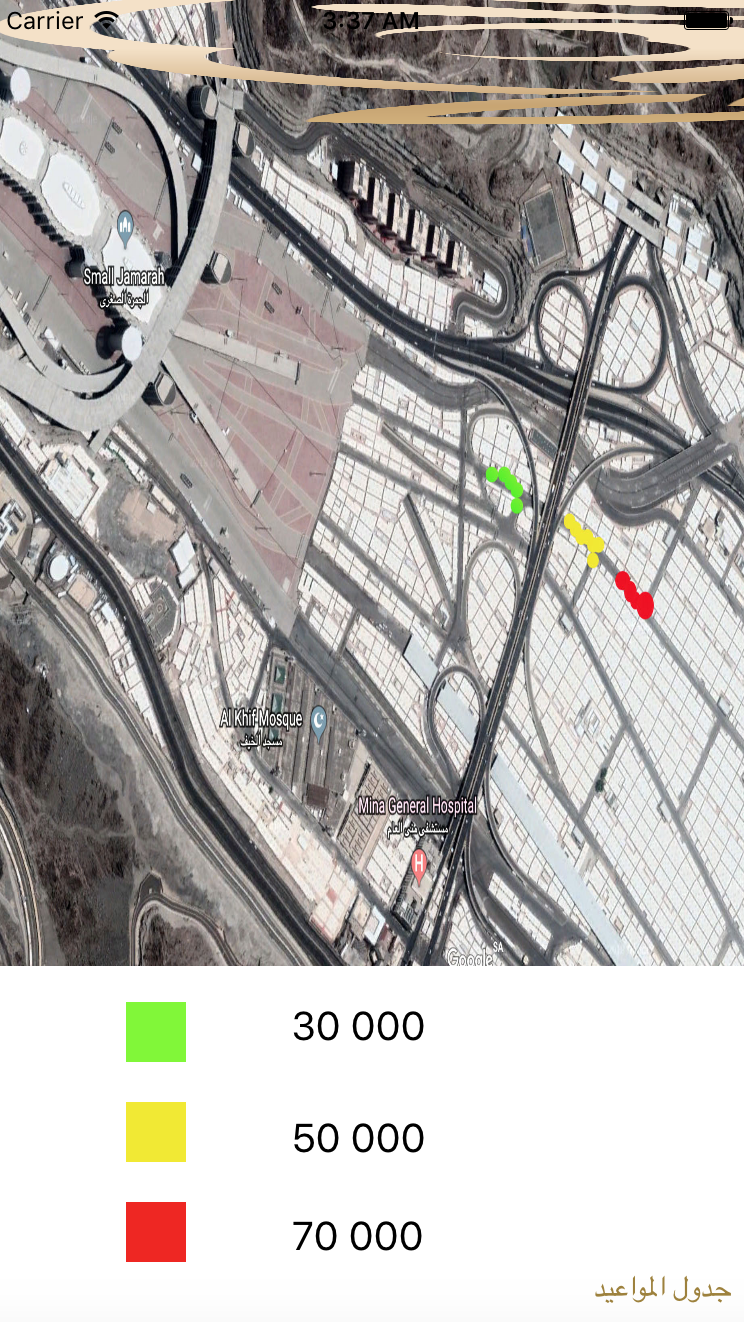 Carrier 3:37 AM
Small Jamarah
الجمرة الصغرى
Al Khif Mosque
مسجد الخيف
Mina General Hospital
مستشفى منى العام
H
SA
Google
30 000
50 000
70 000
جدول المواعيد